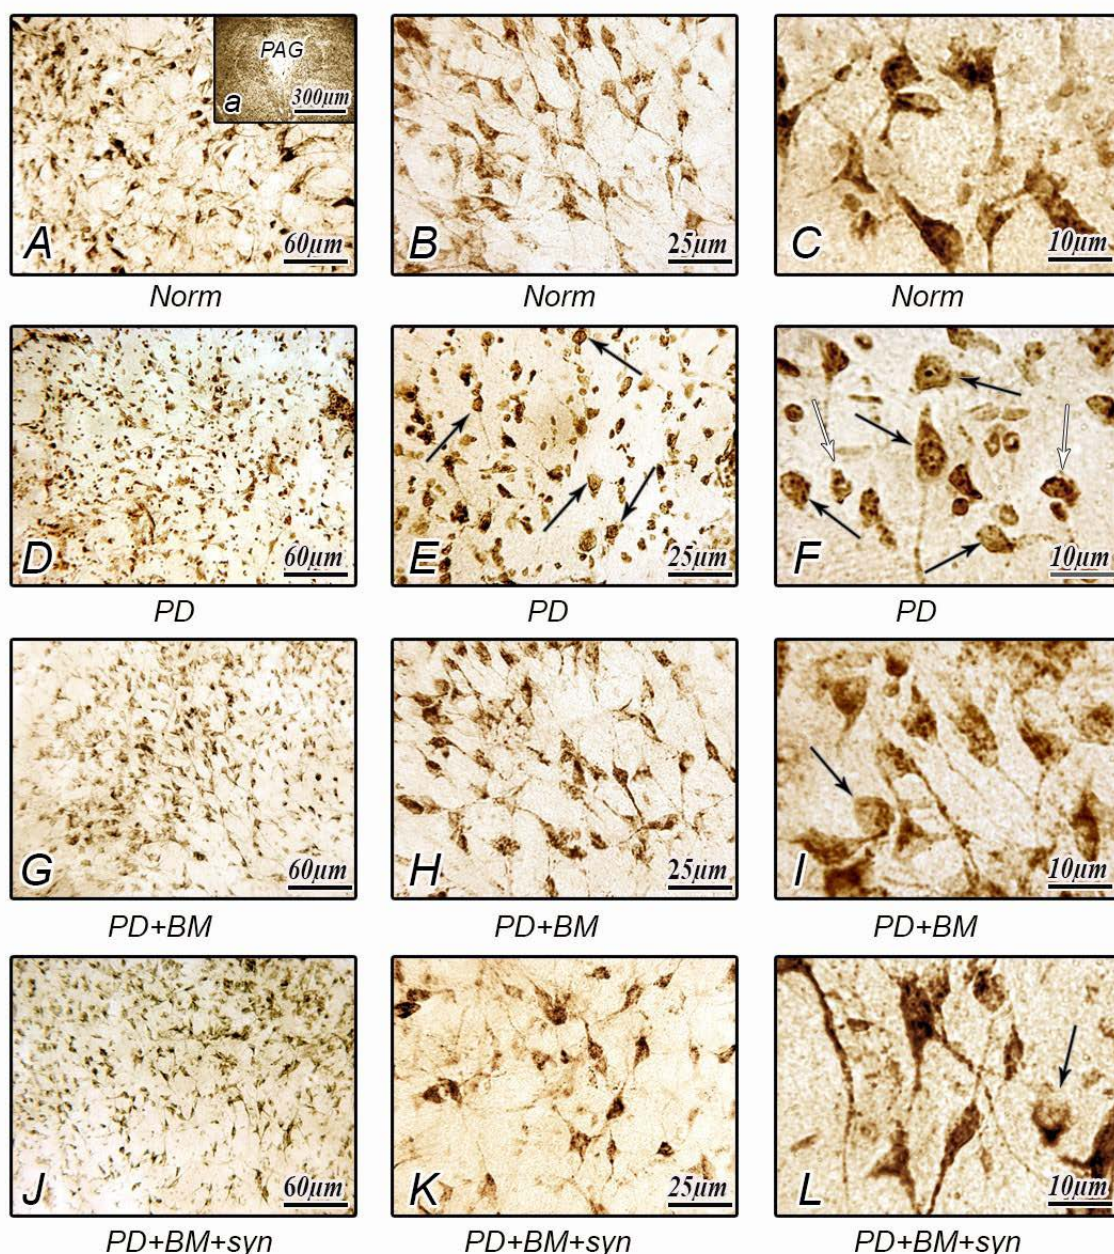 PAG
a
300µm
A
60µm
B
25µm
C
10µm
Norm
Norm
Norm
D
60µm
E
25µm
F
10µm
PD
PD
PD
G
60µm
H
25µm
I
10µm
PD+BM
PD+BM
PD+BM
J
60µm
K
25µm
L
10µm
PD+BM+syn
PD+BM+syn
PD+BM+syn